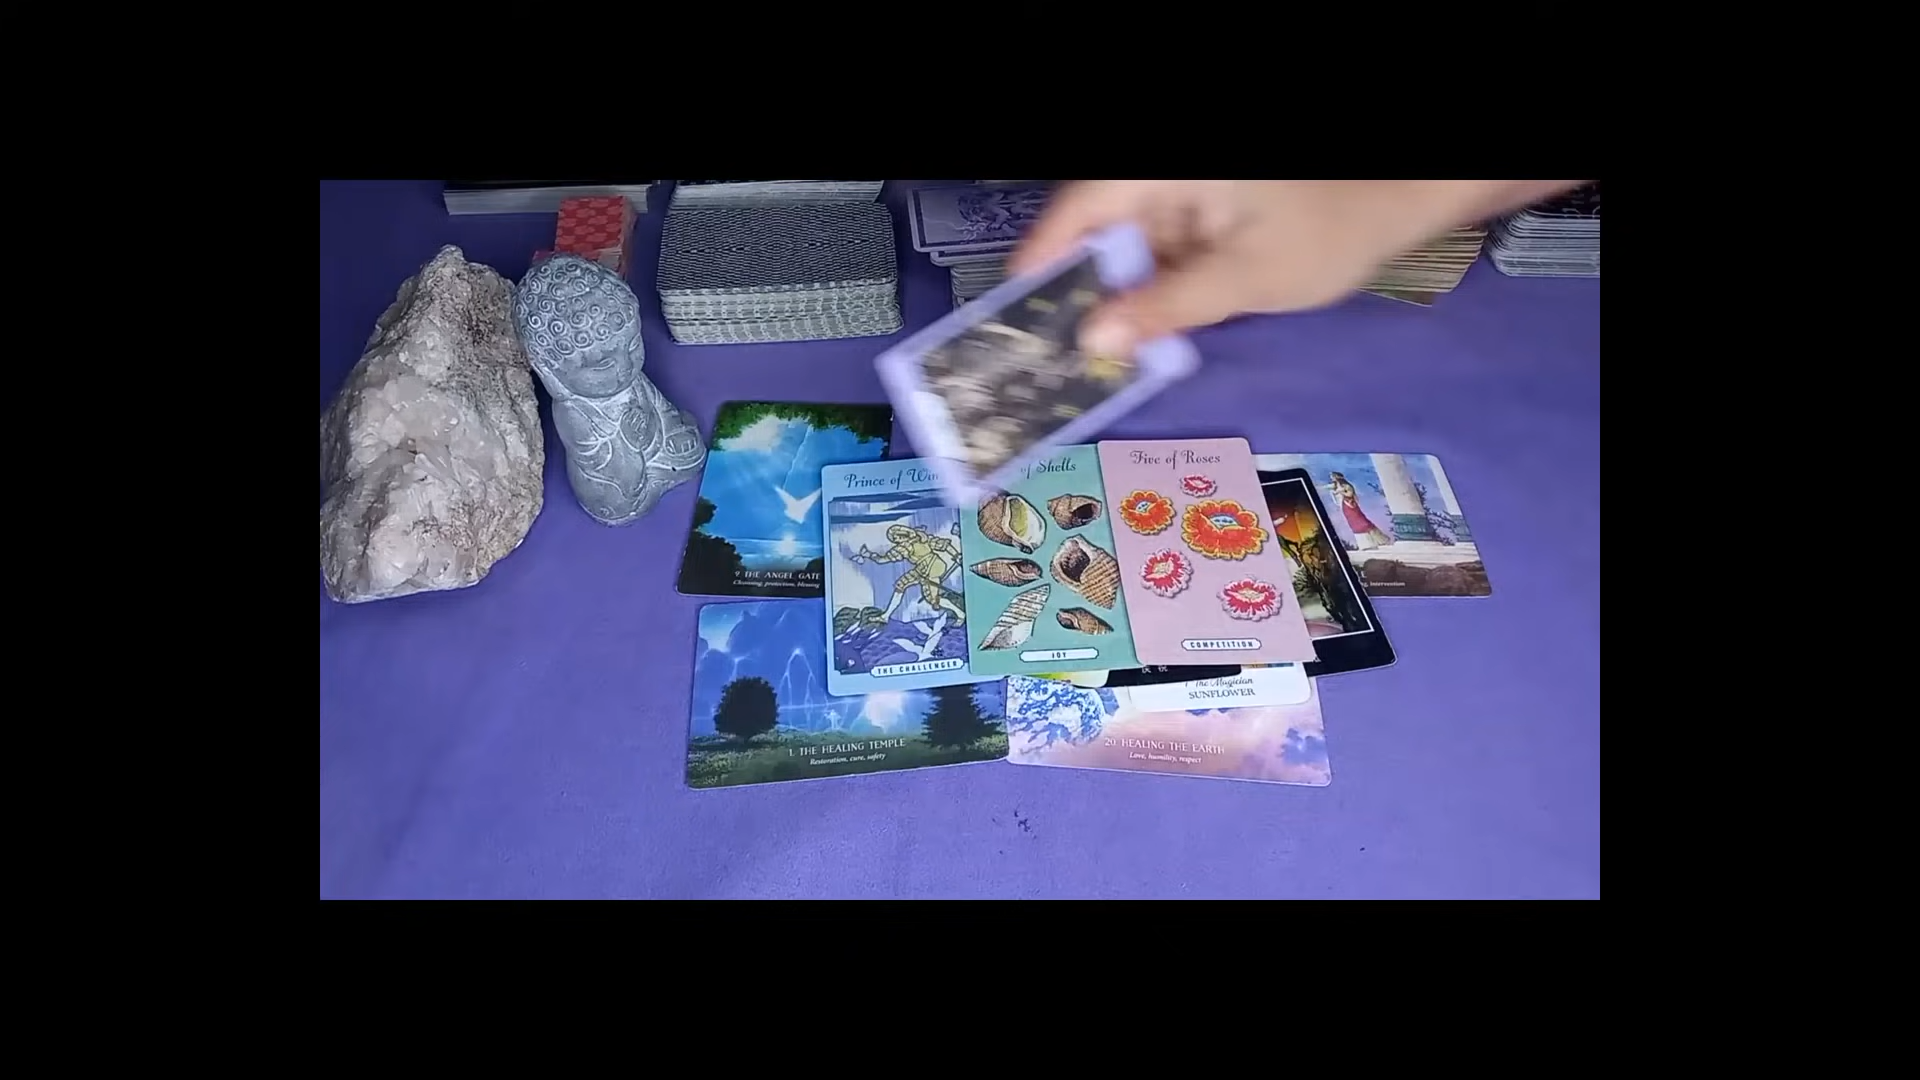 Prince of
of Shells
Five of Roses
9. THE ANGEL GATE
Cleansing, protection, blessing
intervention
COMPETITION
JOY
THE CHALLENGER
1 The Magician
SUNFLOWER
1. THE HEALING TEMPLE
Restoration, cure, safety
20. HEALING THE EARTH
Love, humility, respect